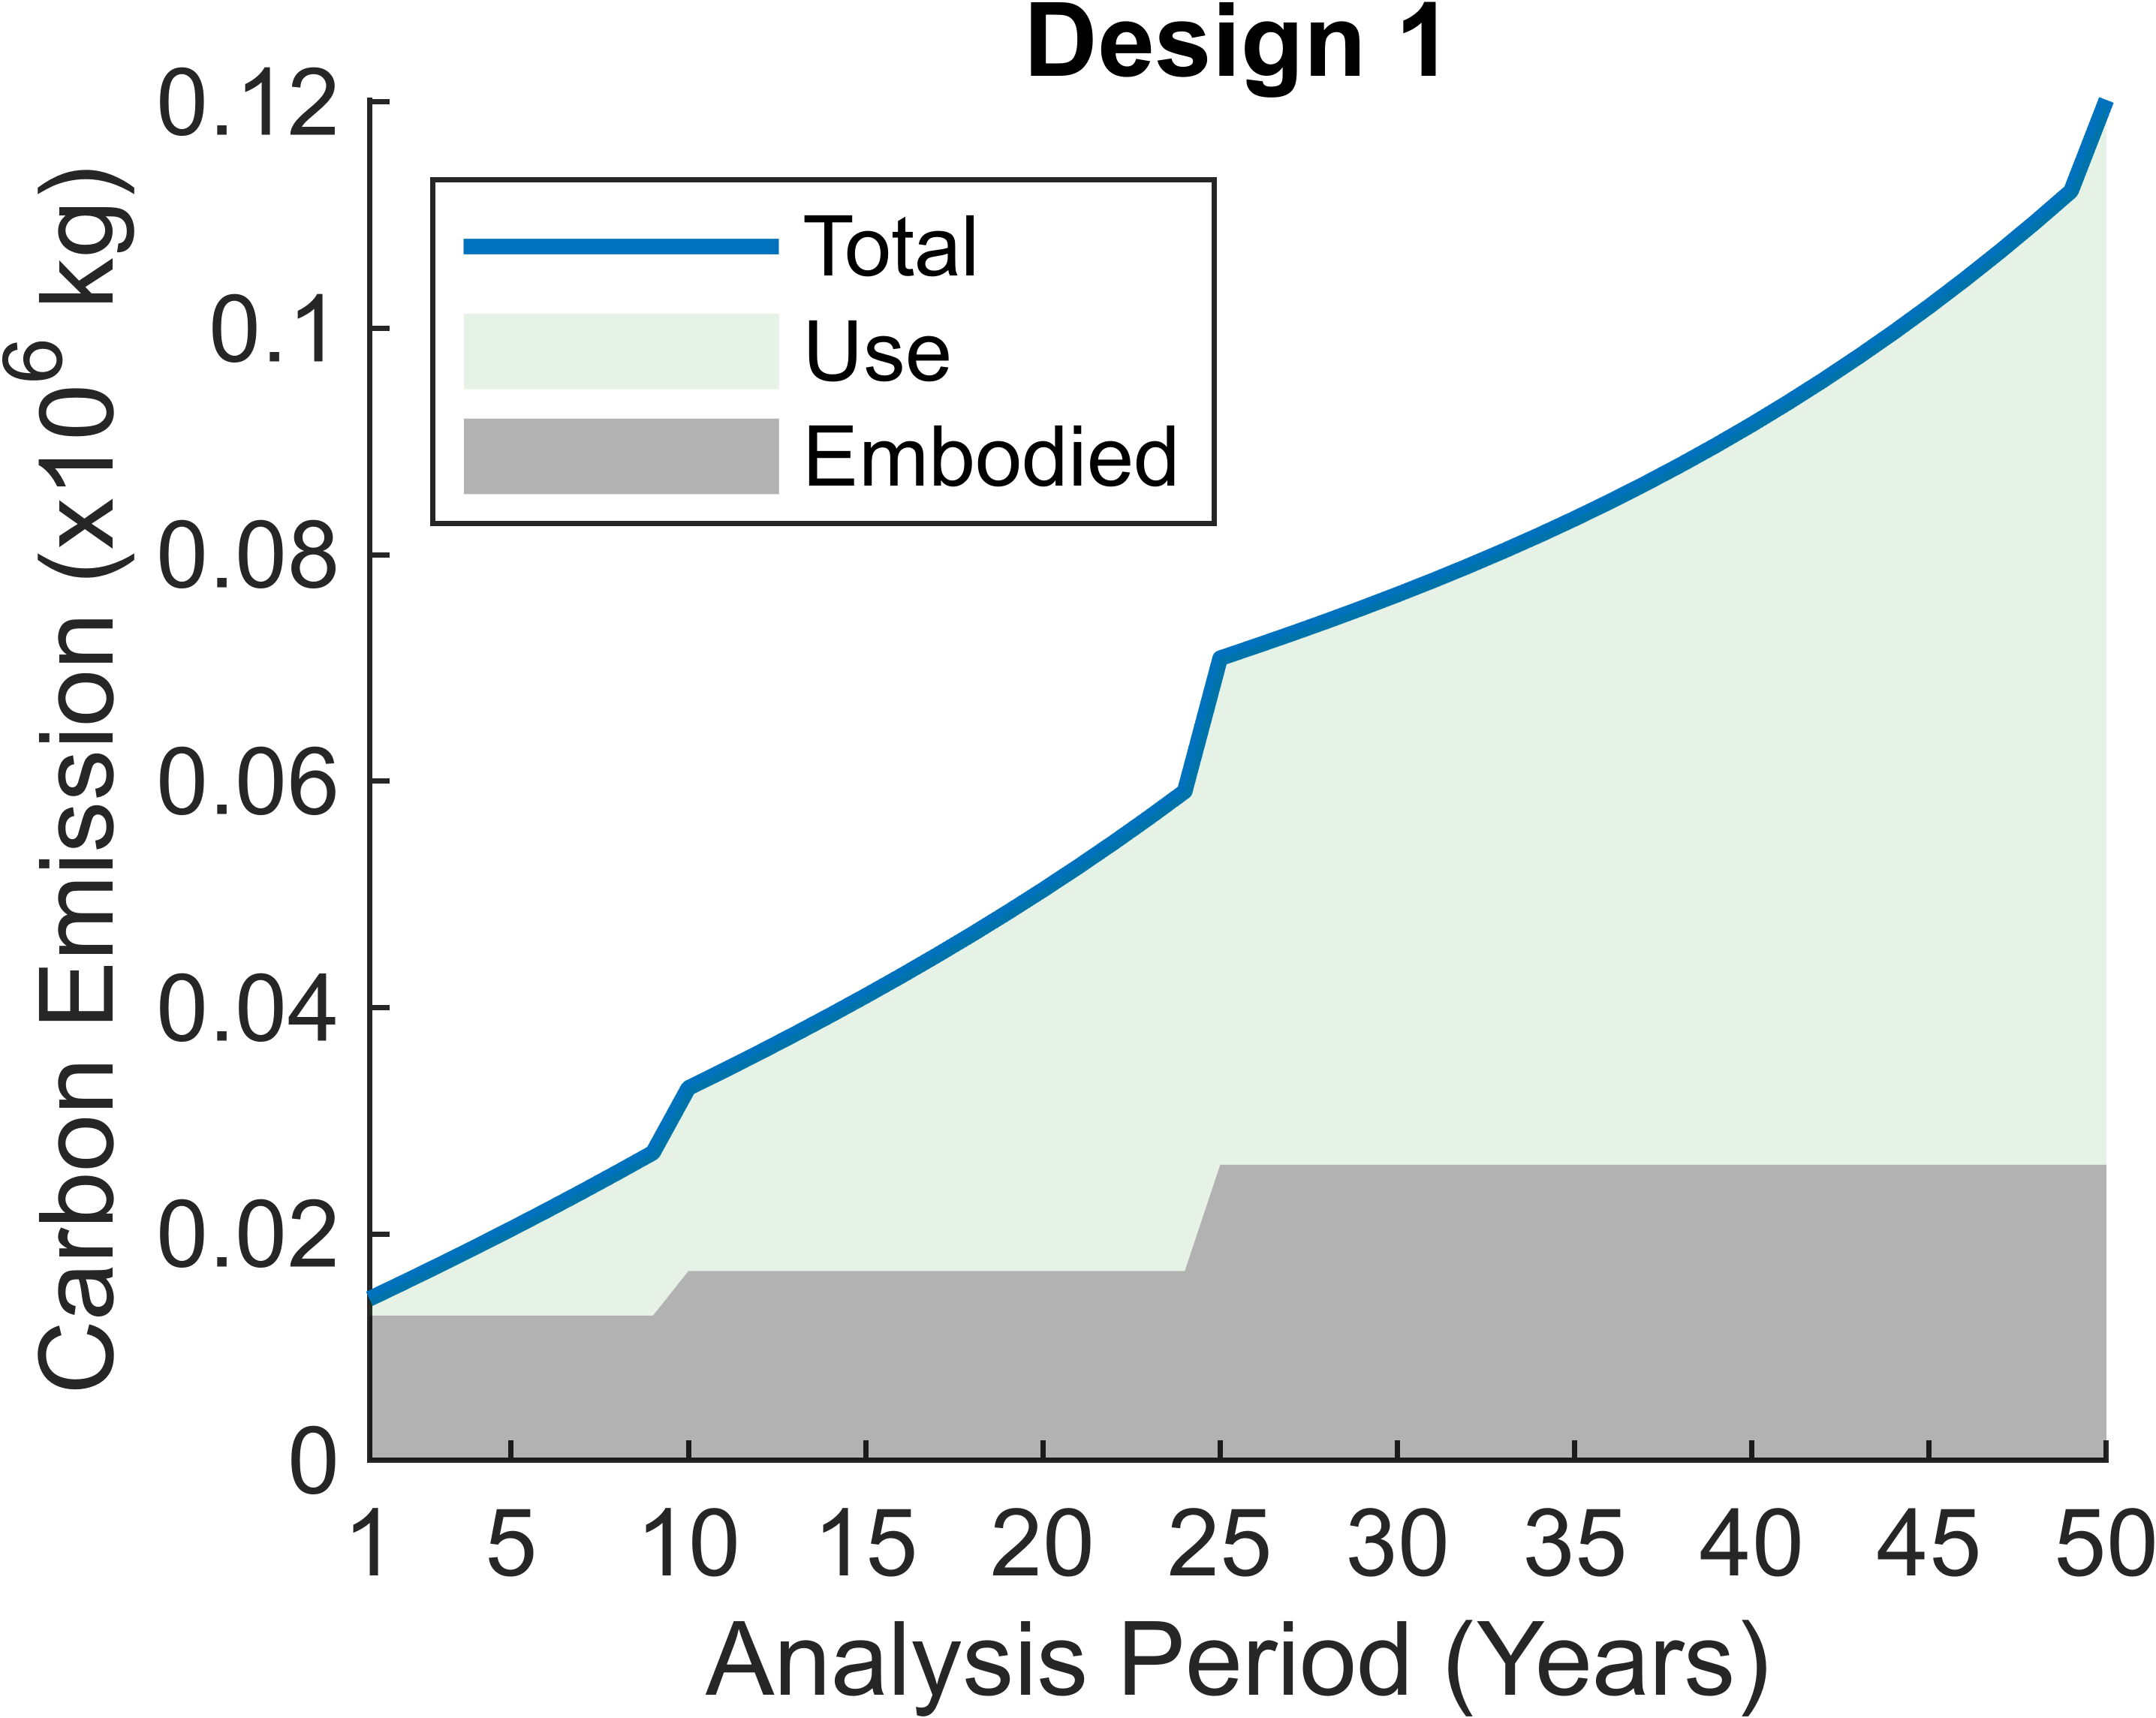 Design 1
0.12
0.1
0.08
0.06
0.04
0.02
0
Carbon Emission (x10⁶ kg)
Total
Use
Embodied
1 5 10 15 20 25 30 35 40 45 50
Analysis Period (Years)